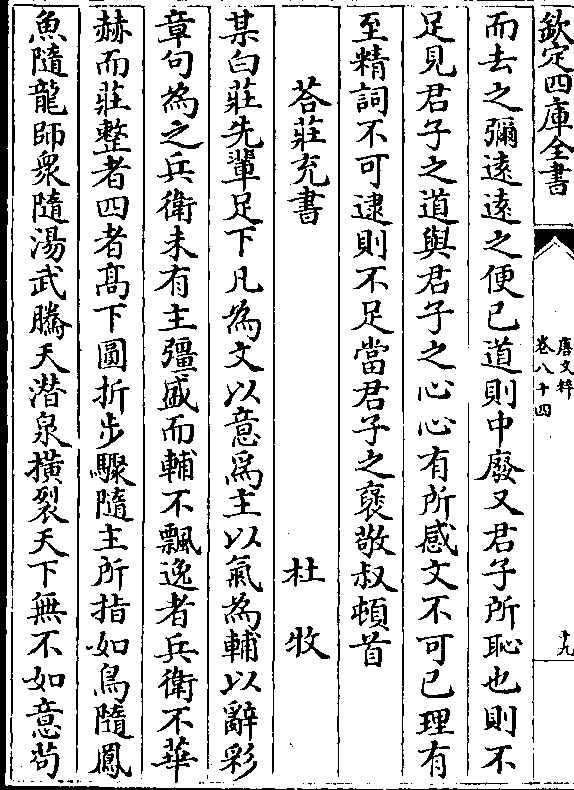 欽定四庫全書
唐文粹
卷八十四
十九
而去之彌遠遠之便已道則中廢又君子所恥也則不
足見君子之道與君子之心心有所感文不可已理有
至精詞不可逮則不足當君子之襃敬叔頓首
荅莊充書 杜牧
某白莊先輩足下凡為文以意為主以氣為輔以辭彩
章句為之兵衛未有主彊盛而輔不飄逸者兵衛不華
赫而莊整者四者髙下圓折步驟隨主所指如鳥隨鳳
魚隨龍師衆隨湯武騰天潜泉横裂天下無不如意茍